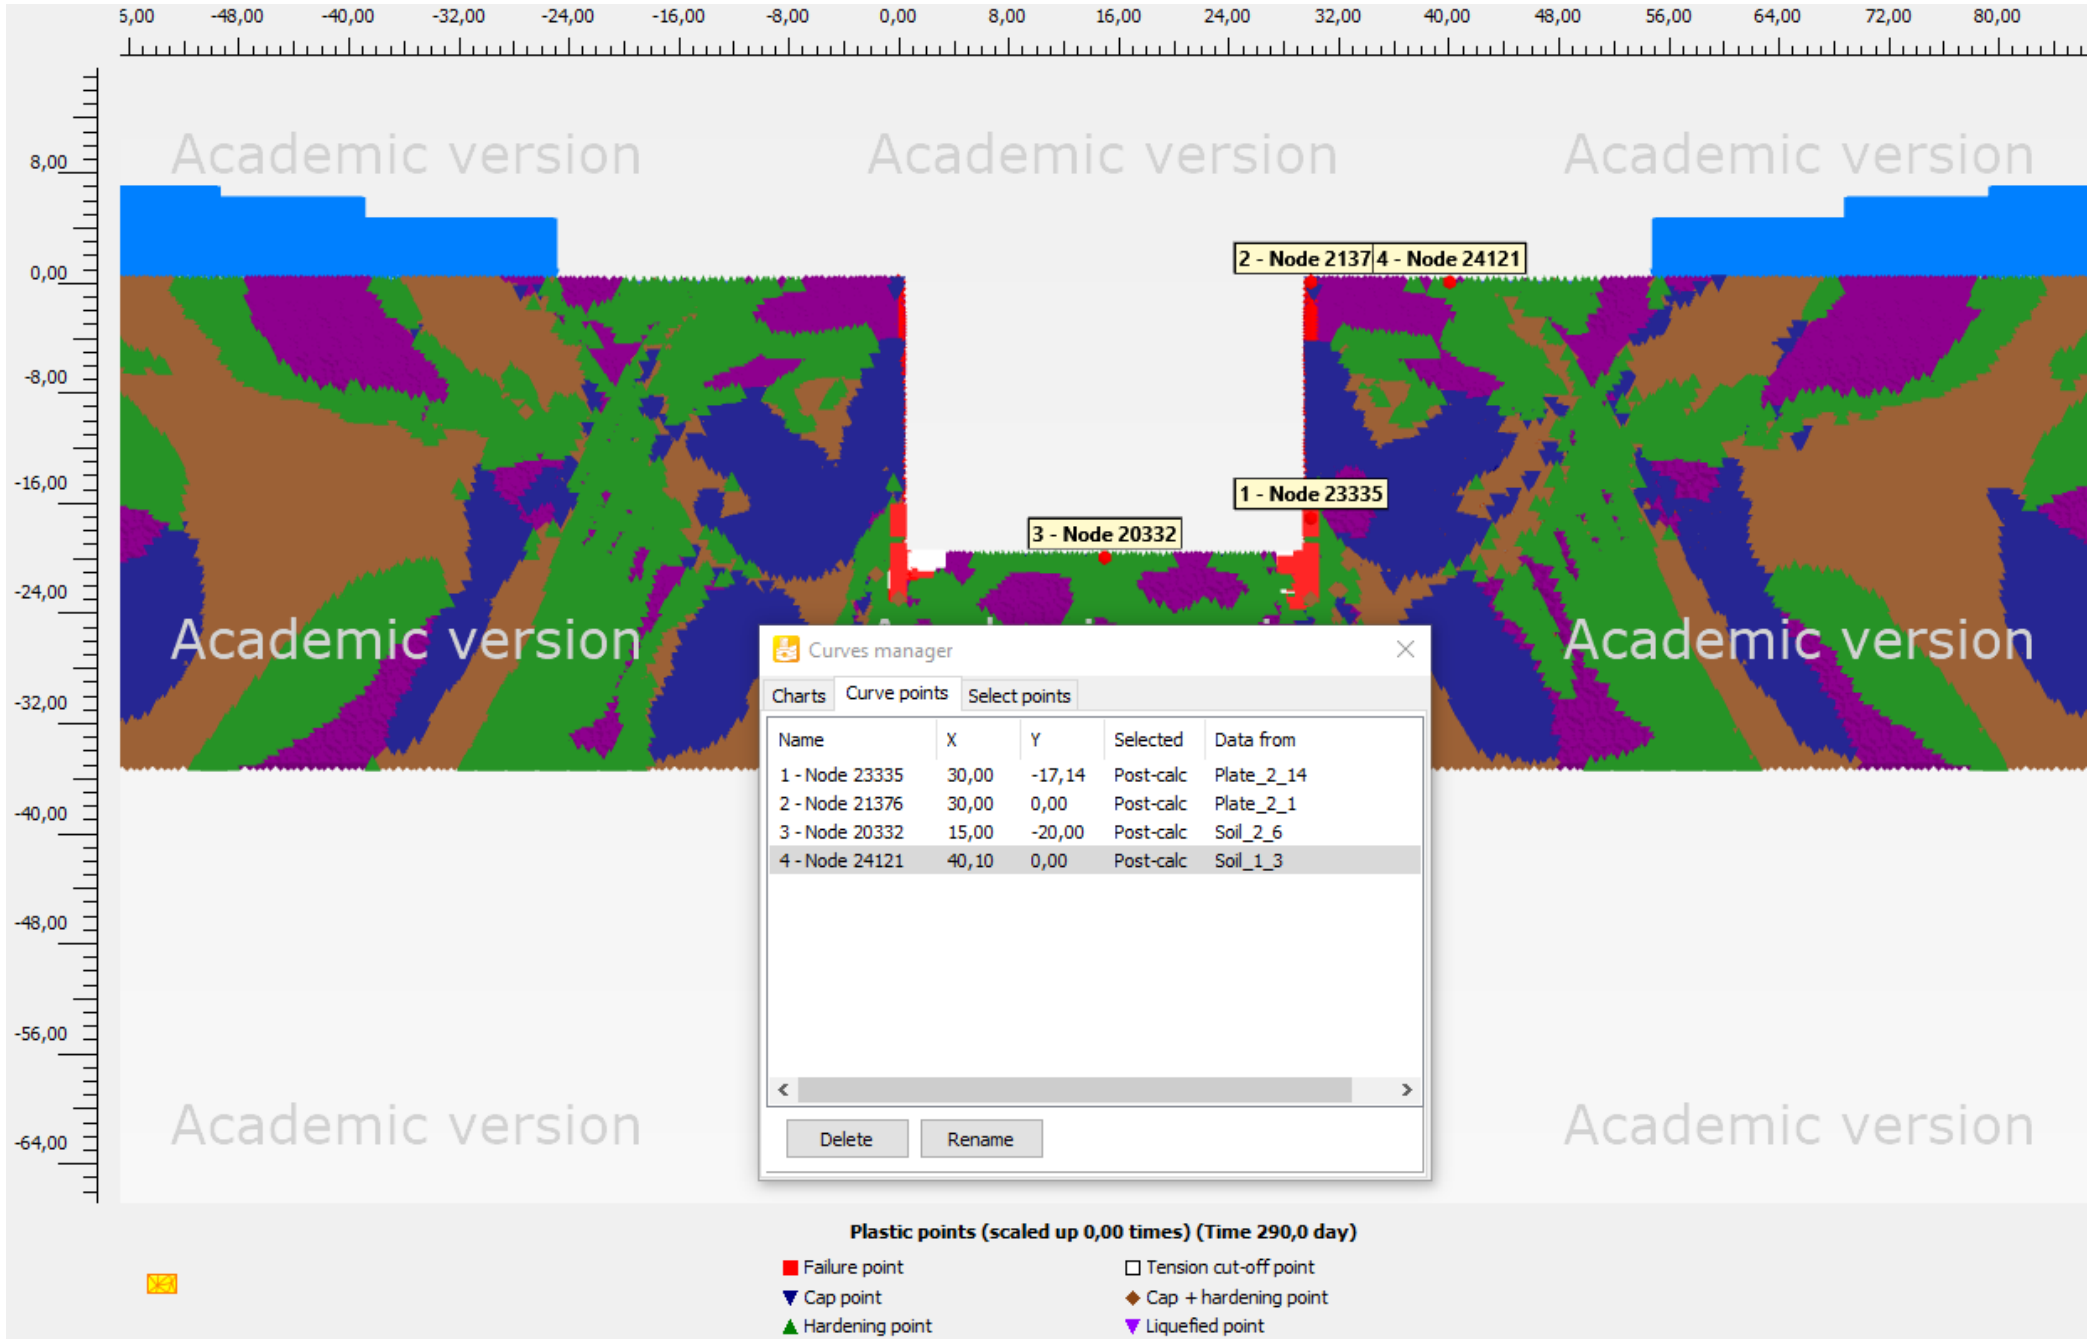 5,00 -48,00 -40,00 -32,00 -24,00 -16,00 -8,00 0,00 8,00 16,00 24,00 32,00 40,00 48,00 56,00 64,00 72,00 80,00
Academic version Academic version Academic version
8,00
2 - Node 2137 4 - Node 24121
0,00
-8,00
-16,00
1 - Node 23335
3 - Node 20332
-24,00
Academic version Academic version
Curves manager
Charts Curve points Select points
-32,00
Name X Y Selected Data from
1 - Node 23335 30,00 -17,14 Post-calc Plate_2_14
2 - Node 21376 30,00 0,00 Post-calc Plate_2_1
-40,00
3 - Node 20332 15,00 -20,00 Post-calc Soil_2_6
4 - Node 24121 40,10 0,00 Post-calc Soil_1_3
-48,00
-56,00
Academic version Academic version
-64,00
Delete Rename
Plastic points (scaled up 0,00 times) (Time 290,0 day)
Failure point Tension cut-off point
Cap point Cap + hardening point
Hardening point Liquefied point